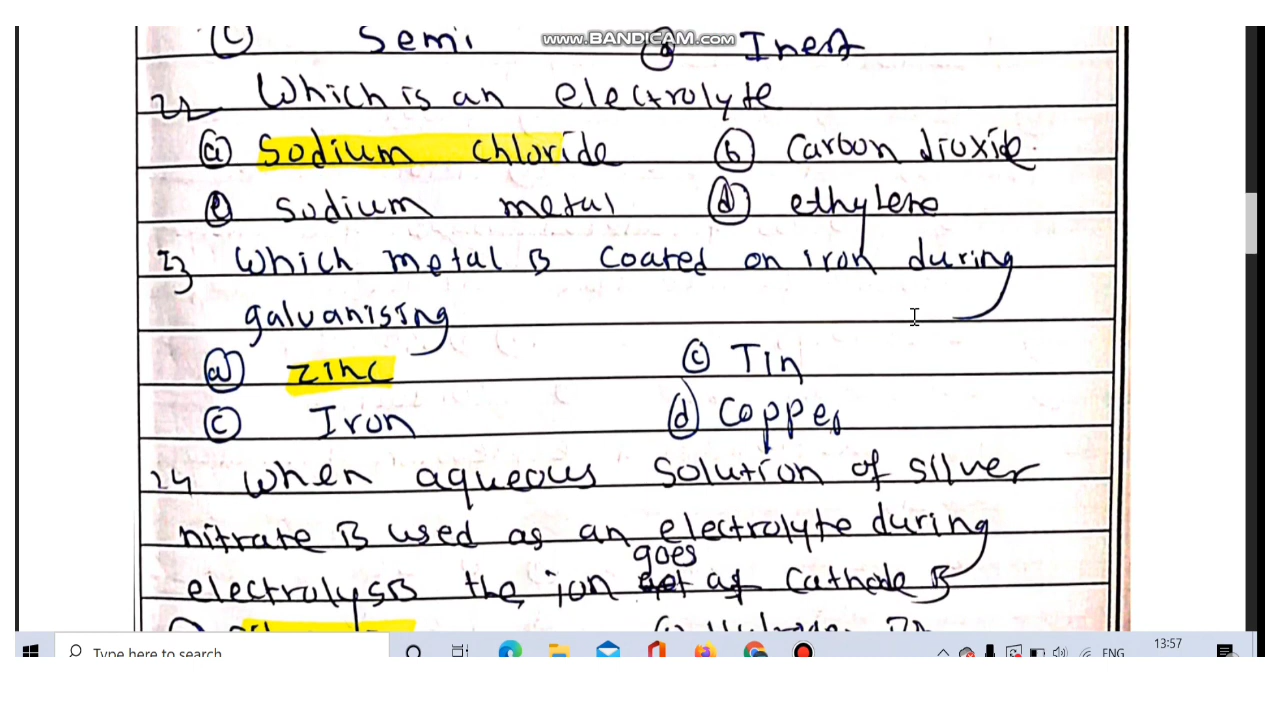 (c) Semi (d) Inert
www.BANDICAM.com
22 Which is an electrolyte
(a) Sodium chloride (b) Carbon dioxide.
(c) Sodium metal (d) ethylene
23 Which metal is coated on iron during
galvanising
(a) zinc (c) Tin
(c) Iron (d) Copper
24 When aqueous solution of silver
nitrate is used as an electrolyte during
goes
electrolysis the ion at Cathode is
Type here to search
ENG
13:57